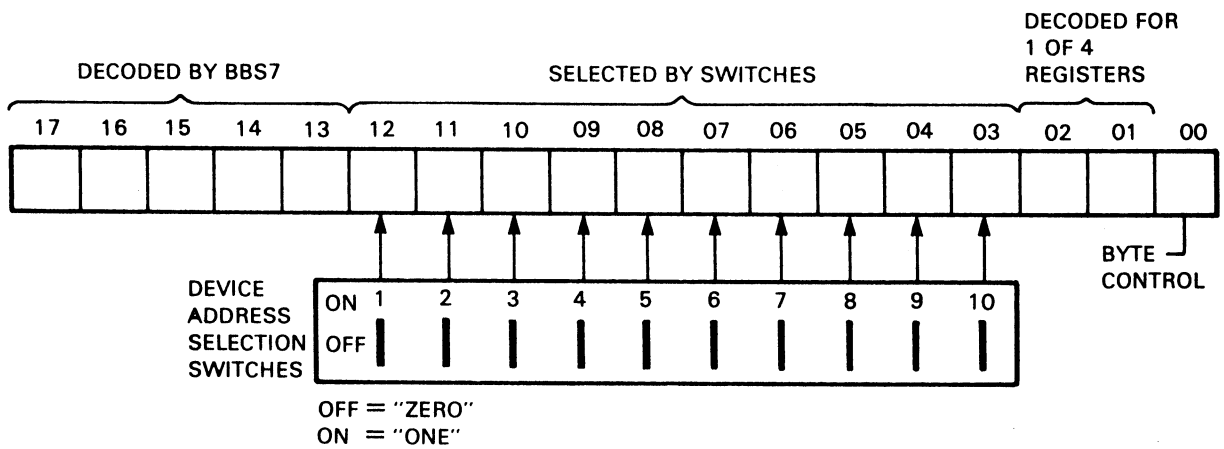 DECODED FOR
1 OF 4
REGISTERS
DECODED BY BBS7
SELECTED BY SWITCHES
17 16 15 14 13 12 11 10 09 08 07 06 05 04 03 02 01 00
BYTE
CONTROL
DEVICE
ADDRESS
SELECTION
SWITCHES
ON 1 2 3 4 5 6 7 8 9 10
OFF
OFF = "ZERO"
ON = "ONE"